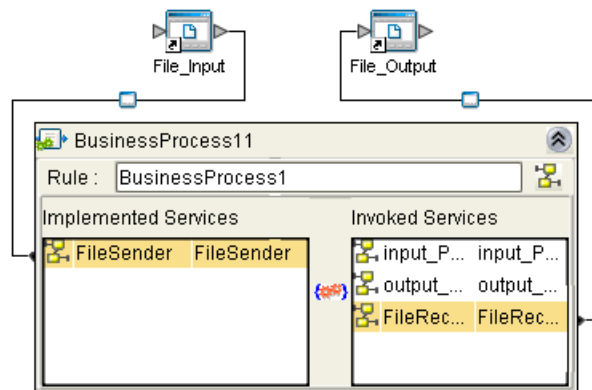 File_Input File_Output
BusinessProcess11
Rule : BusinessProcess1
Implemented Services Invoked Services
FileSender FileSender input_P... input_P...
output_... output_...
FileRec... FileRec...